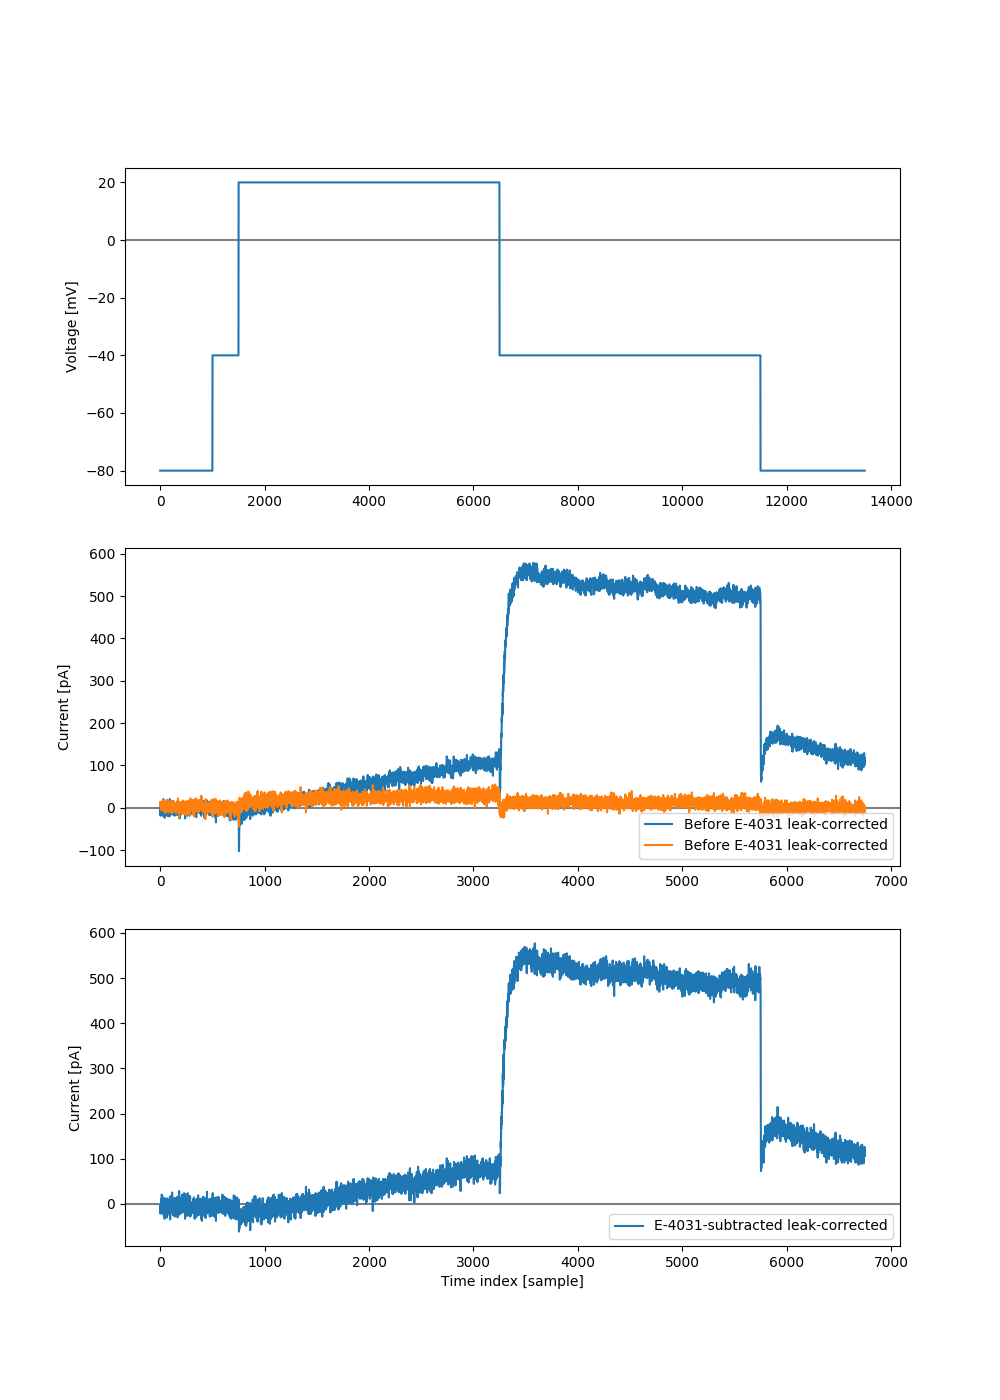 20
0
−20
−40
−60
−80
Voltage [mV]
0 2000 4000 6000 8000 10000 12000 14000
600
500
400
300
200
100
0
−100
Current [pA]
Before E-4031 leak-corrected
Before E-4031 leak-corrected
0 1000 2000 3000 4000 5000 6000 7000
600
500
400
300
200
100
0
Current [pA]
E-4031-subtracted leak-corrected
0 1000 2000 3000 4000 5000 6000 7000
Time index [sample]